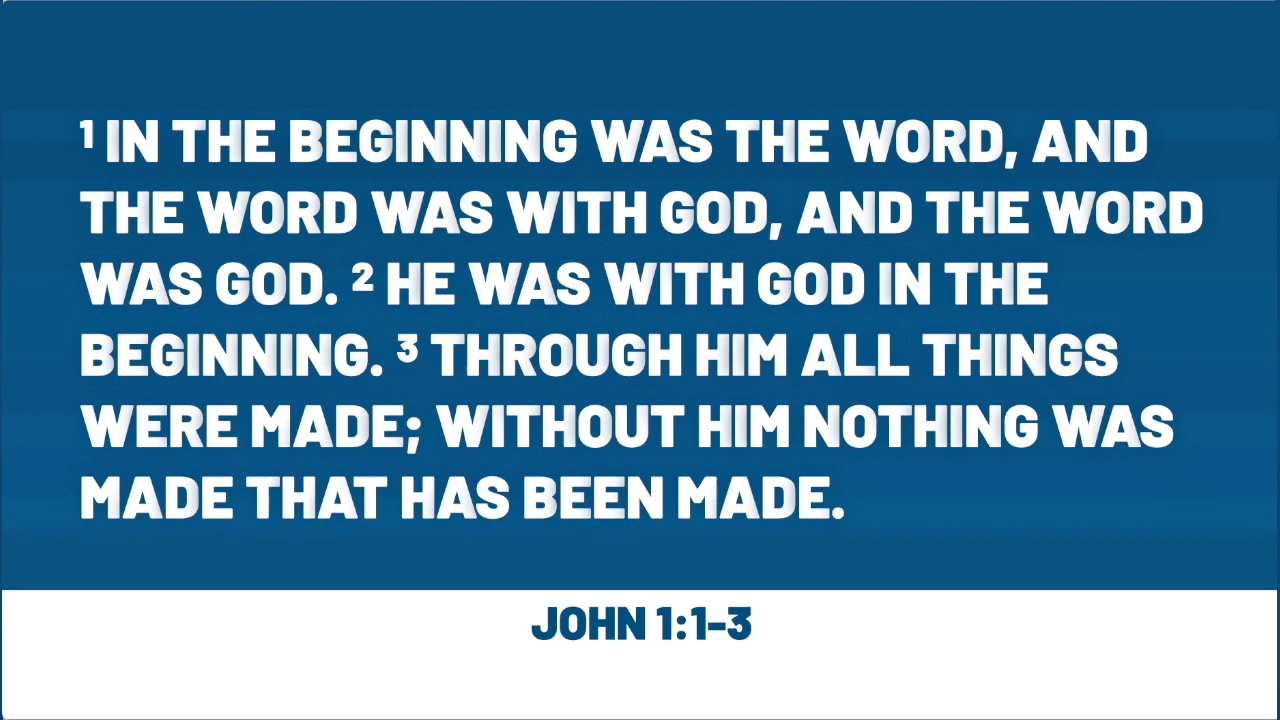 ¹ IN THE BEGINNING WAS THE WORD, AND
THE WORD WAS WITH GOD, AND THE WORD
WAS GOD. ² HE WAS WITH GOD IN THE
BEGINNING. ³ THROUGH HIM ALL THINGS
WERE MADE; WITHOUT HIM NOTHING WAS
MADE THAT HAS BEEN MADE.
JOHN 1:1-3